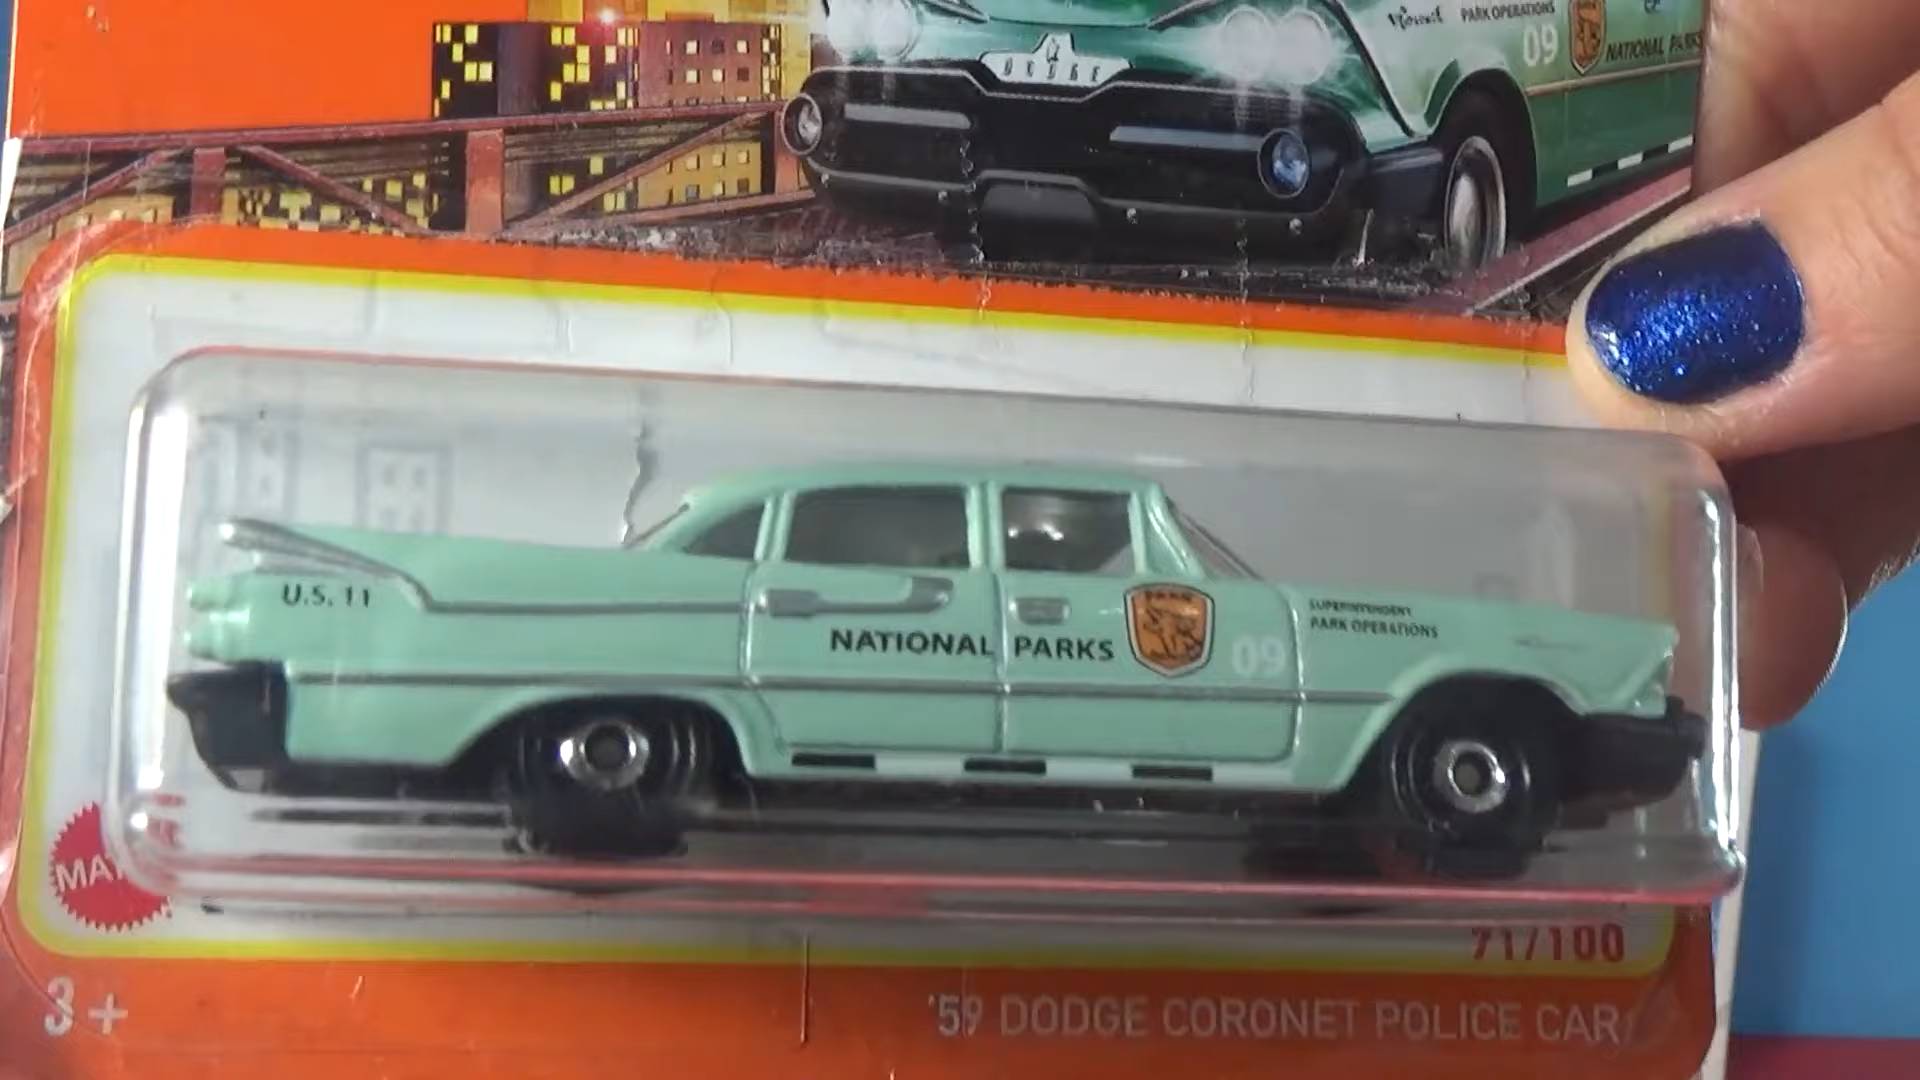 DODGE
PARK OPERATIONS
09
NATIONAL PARKS
U.S. 11
NATIONAL PARKS
09
SUPERINTENDENT
PARK OPERATIONS
71/100
3+
'59 DODGE CORONET POLICE CAR